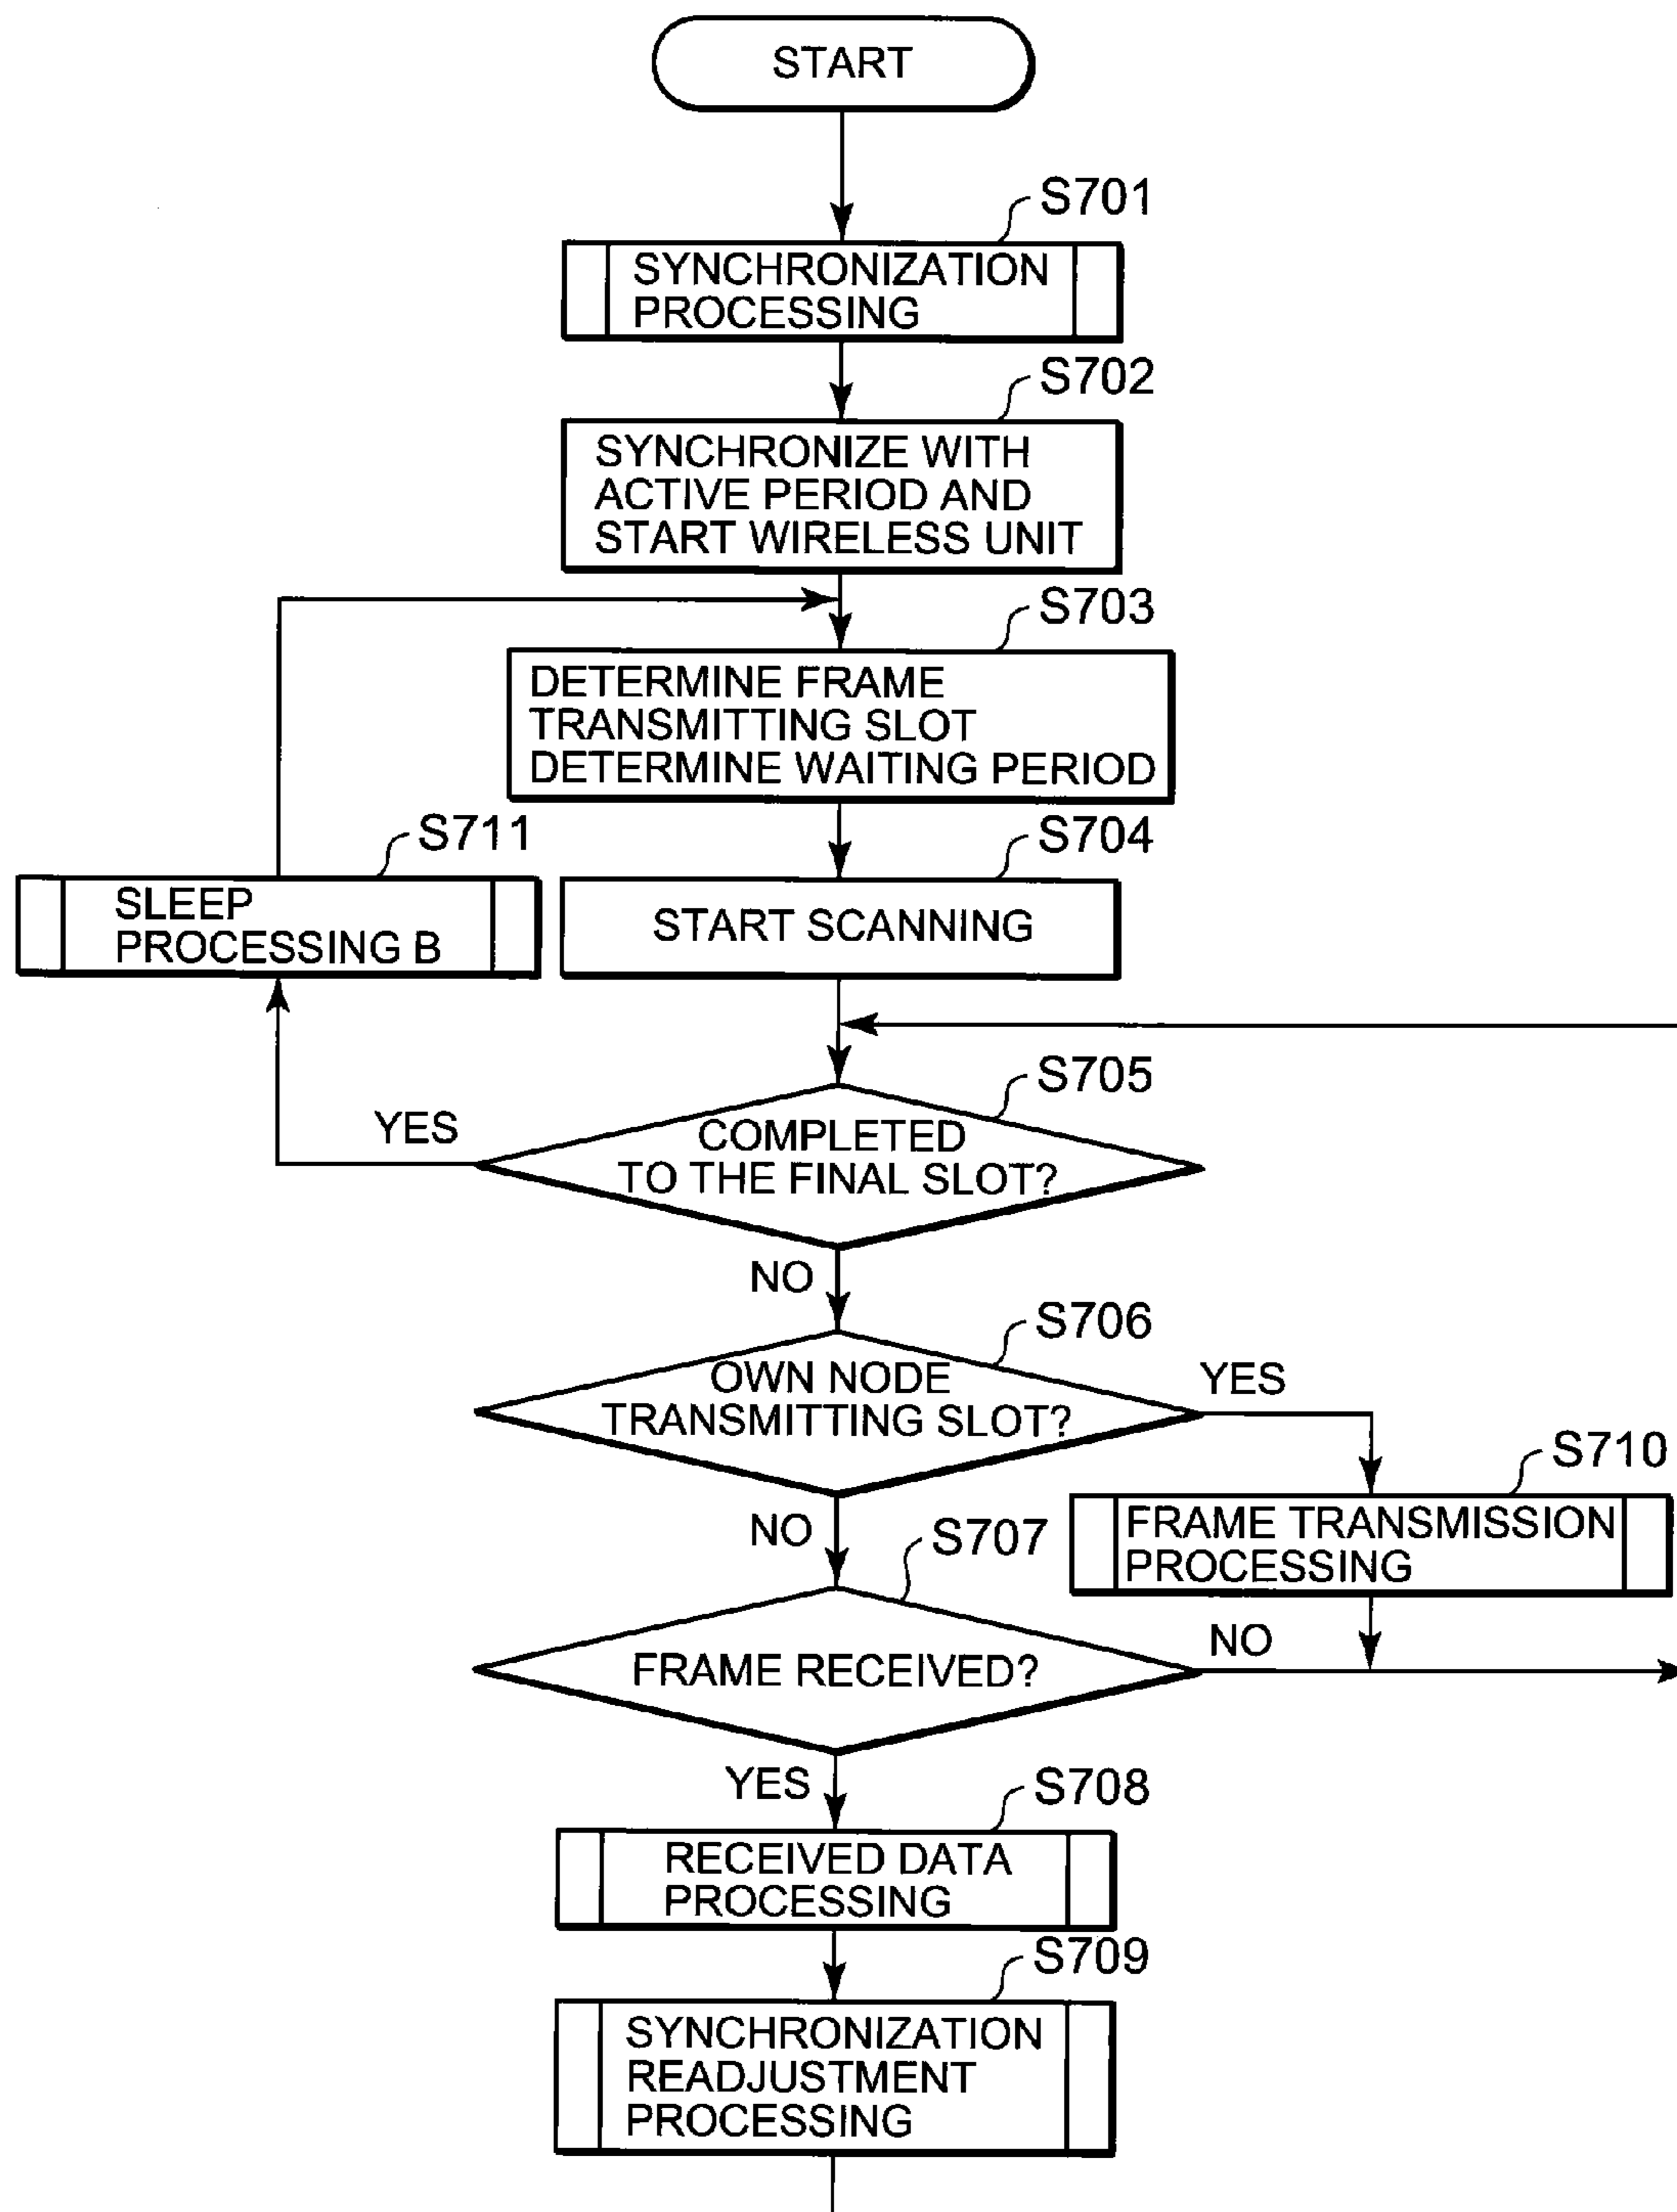 START
S701
SYNCHRONIZATION
PROCESSING
S702
SYNCHRONIZE WITH
ACTIVE PERIOD AND
START WIRELESS UNIT
S703
DETERMINE FRAME
TRANSMITTING SLOT
DETERMINE WAITING PERIOD
S711
SLEEP
PROCESSING B
S704
START SCANNING
S705
YES
COMPLETED
TO THE FINAL SLOT?
NO
S706
OWN NODE
TRANSMITTING SLOT?
YES
S710
FRAME TRANSMISSION
PROCESSING
NO
S707
FRAME RECEIVED?
NO
YES
S708
RECEIVED DATA
PROCESSING
S709
SYNCHRONIZATION
READJUSTMENT
PROCESSING